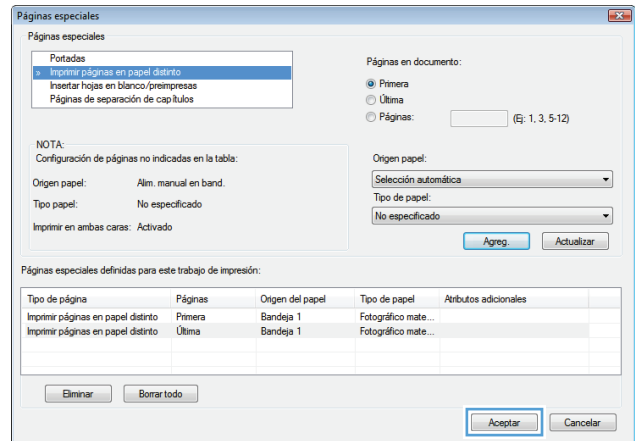 Páginas especiales
Páginas especiales
Portadas
» Imprimir páginas en papel distinto
Insertar hojas en blanco/preimpresas
Páginas de separación de capítulos
Páginas en documento:
Primera
Última
Páginas: (Ej: 1, 3, 5-12)
NOTA:
Configuración de páginas no indicadas en la tabla:
Origen papel: Alim. manual en band.
Tipo papel: No especificado
Imprimir en ambas caras: Activado
Origen papel:
Selección automática
Tipo de papel:
No especificado
Agreg. Actualizar
Páginas especiales definidas para este trabajo de impresión:
Tipo de página Páginas Origen del papel Tipo de papel Atributos adicionales
Imprimir páginas en papel distinto Primera Bandeja 1 Fotográfico mate...
Imprimir páginas en papel distinto Última Bandeja 1 Fotográfico mate...
Eliminar Borrar todo
Aceptar Cancelar